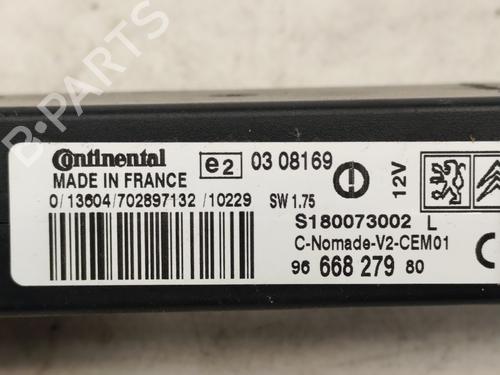 B-PARTS
Continental
e2
03 08169
MADE IN FRANCE
12V
0/13604/702897132 /10229
SW 1.75
S180073002 L
C-Nomade-V2-CEM01
96 668 279 80